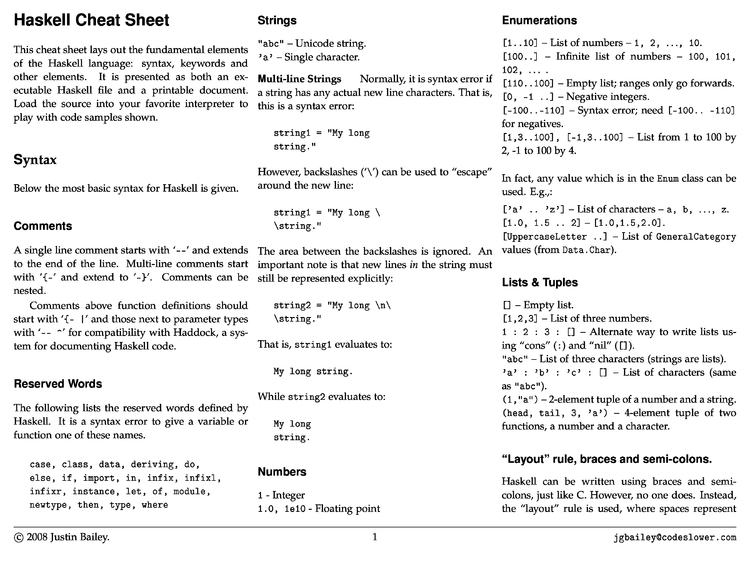 Haskell Cheat Sheet
This cheat sheet lays out the fundamental elements
of the Haskell language: syntax, keywords and
other elements. It is presented as both an ex-
ecutable Haskell file and a printable document.
Load the source into your favorite interpreter to
play with code samples shown.
Syntax
Below the most basic syntax for Haskell is given.
Comments
A single line comment starts with ‘--’ and extends
to the end of the line. Multi-line comments start
with ’{-’ and extend to ’-}’. Comments can be
nested.
Comments above function definitions should
start with ‘{- |’ and those next to parameter types
with ‘-- ^’ for compatibility with Haddock, a sys-
tem for documenting Haskell code.
Reserved Words
The following lists the reserved words defined by
Haskell. It is a syntax error to give a variable or
function one of these names.
case, class, data, deriving, do,
else, if, import, in, infix, infixl,
infixr, instance, let, of, module,
newtype, then, type, where
Strings
"abc" – Unicode string.
’a’ – Single character.
Multi-line Strings Normally, it is syntax error if
a string has any actual new line characters. That is,
this is a syntax error:
string1 = "My long
string."
However, backslashes (‘\’) can be used to “escape”
around the new line:
string1 = "My long \
\string."
The area between the backslashes is ignored. An
important note is that new lines in the string must
still be represented explicitly:
string2 = "My long \n\
\string."
That is, string1 evaluates to:
My long string.
While string2 evaluates to:
My long
string.
Numbers
1 - Integer
1.0, 1e10 - Floating point
Enumerations
[1..10] – List of numbers – 1, 2, ..., 10.
[100..] – Infinite list of numbers – 100, 101,
102, ... .
[110..100] – Empty list; ranges only go forwards.
[0, -1 ..] – Negative integers.
[-100..-110] – Syntax error; need [-100.. -110]
for negatives.
[1,3..100], [-1,3..100] – List from 1 to 100 by
2, -1 to 100 by 4.
In fact, any value which is in the Enum class can be
used. E.g.,:
[’a’ .. ’z’] – List of characters – a, b, ..., z.
[1.0, 1.5 .. 2] – [1.0,1.5,2.0].
[UppercaseLetter ..] – List of GeneralCategory
values (from Data.Char).
Lists & Tuples
[] – Empty list.
[1,2,3] – List of three numbers.
1 : 2 : 3 : [] – Alternate way to write lists us-
ing “cons” (:) and “nil” ([]).
"abc" – List of three characters (strings are lists).
’a’ : ’b’ : ’c’ : [] – List of characters (same
as "abc").
(1,"a") – 2-element tuple of a number and a string.
(head, tail, 3, ’a’) – 4-element tuple of two
functions, a number and a character.
“Layout” rule, braces and semi-colons.
Haskell can be written using braces and semi-
colons, just like C. However, no one does. Instead,
the “layout” rule is used, where spaces represent
© 2008 Justin Bailey.
1
jgbailey@codeslower.com